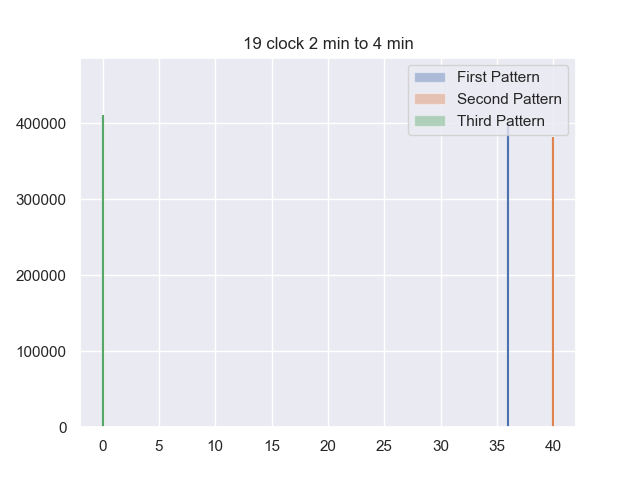 19 clock 2 min to 4 min
First Pattern
Second Pattern
Third Pattern
400000
300000
200000
100000
0
0 5 10 15 20 25 30 35 40